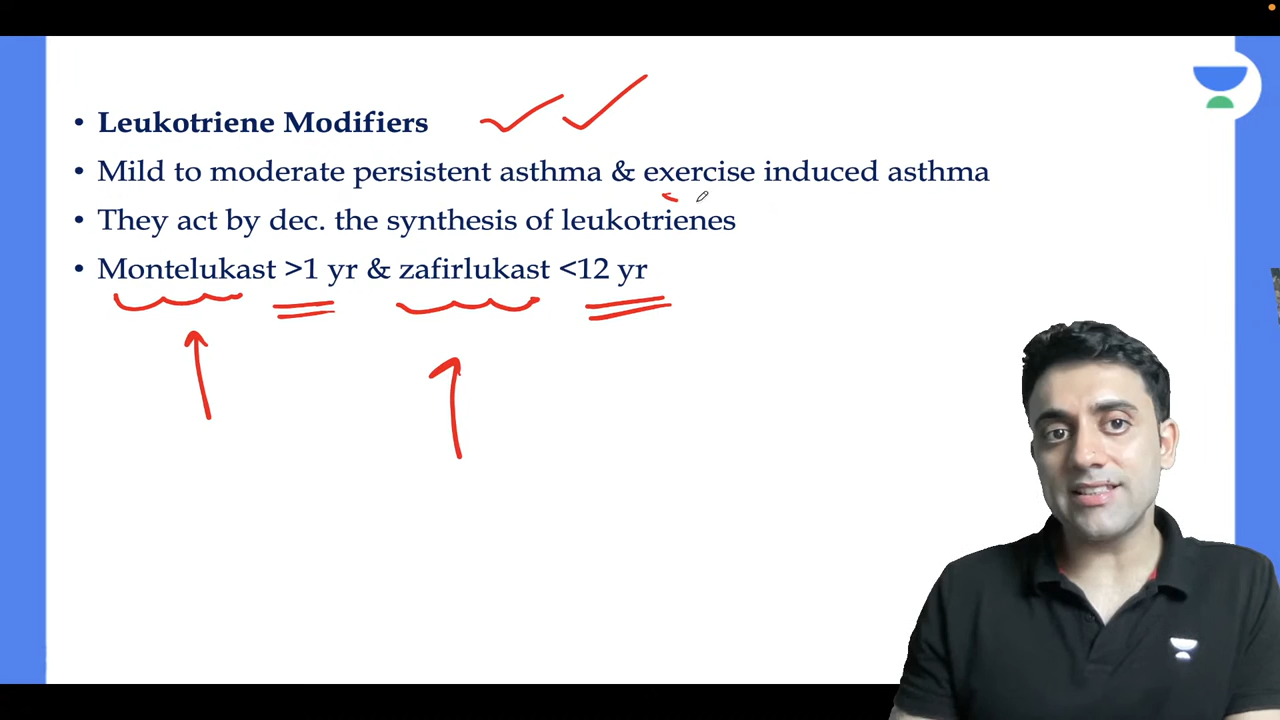 • Leukotriene Modifiers
• Mild to moderate persistent asthma & exercise induced asthma
• They act by dec. the synthesis of leukotrienes
• Montelukast >1 yr & zafirlukast <12 yr